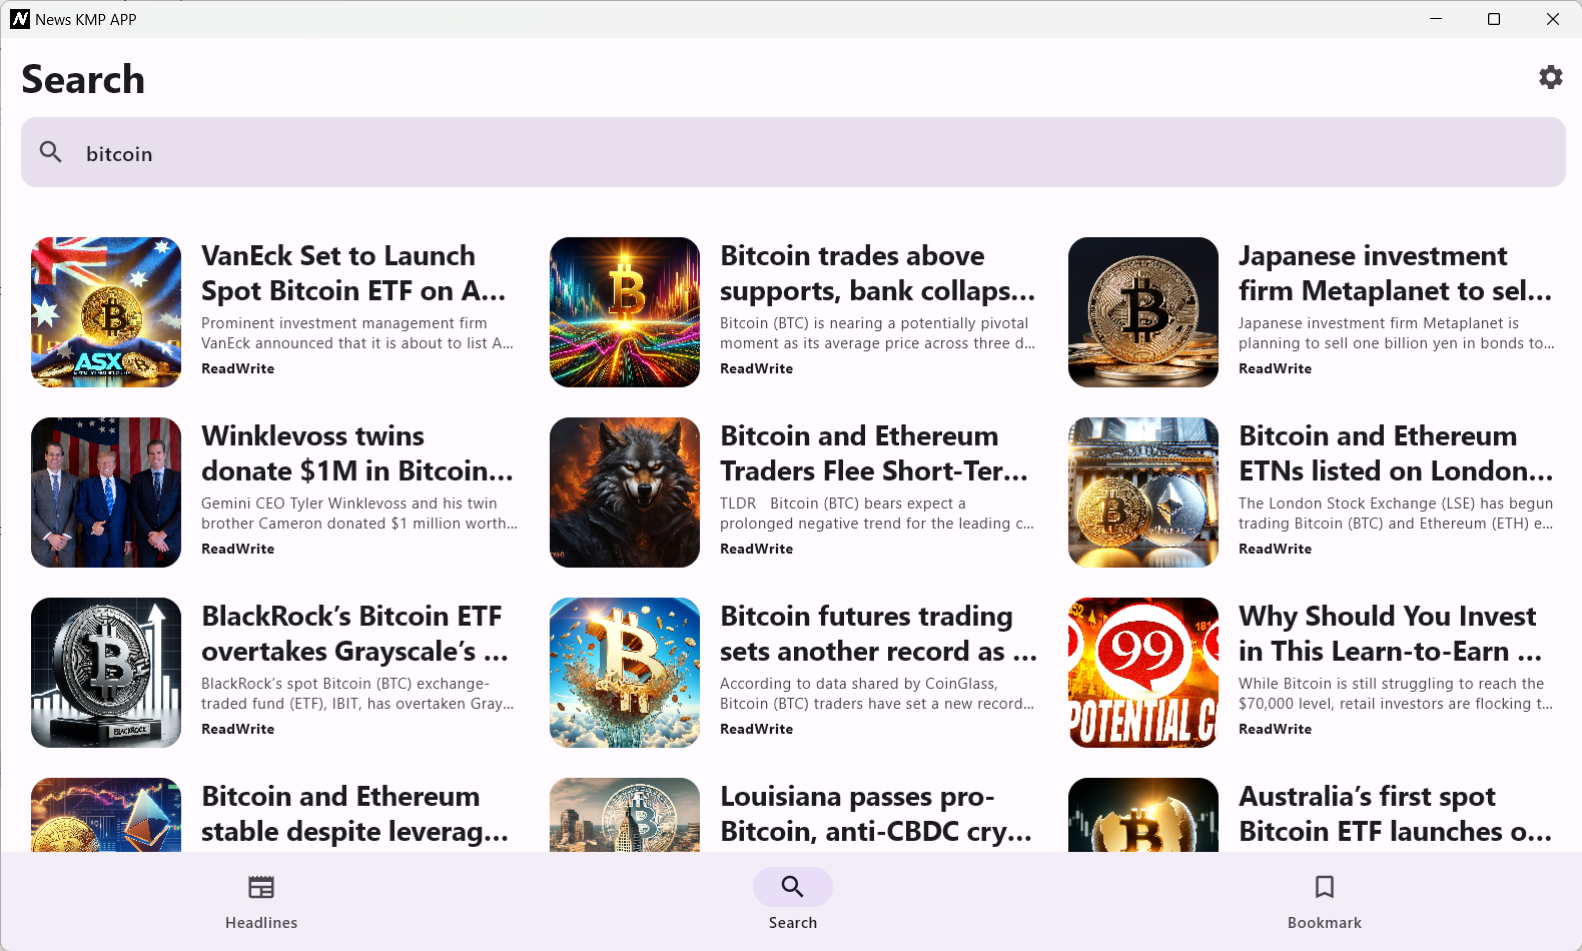 News KMP APP
Search
bitcoin
VanEck Set to Launch
Spot Bitcoin ETF on A...
Prominent investment management firm
VanEck announced that it is about to list A...
ReadWrite
ASX
Bitcoin trades above
supports, bank collaps...
Bitcoin (BTC) is nearing a potentially pivotal
moment as its average price across three d...
ReadWrite
Japanese investment
firm Metaplanet to sel...
Japanese investment firm Metaplanet is
planning to sell one billion yen in bonds to...
ReadWrite
Winklevoss twins
donate $1M in Bitcoin...
Gemini CEO Tyler Winklevoss and his twin
brother Cameron donated $1 million worth...
ReadWrite
Bitcoin and Ethereum
Traders Flee Short-Ter...
TLDR   Bitcoin (BTC) bears expect a
prolonged negative trend for the leading c...
ReadWrite
Bitcoin and Ethereum
ETNs listed on London...
The London Stock Exchange (LSE) has begun
trading Bitcoin (BTC) and Ethereum (ETH) e...
ReadWrite
BlackRock’s Bitcoin ETF
overtakes Grayscale’s ...
BlackRock’s spot Bitcoin (BTC) exchange-
traded fund (ETF), IBIT, has overtaken Gray...
ReadWrite
BLACKROCK
Bitcoin futures trading
sets another record as ...
According to data shared by CoinGlass,
Bitcoin (BTC) traders have set a new record...
ReadWrite
99
POTENTIAL C
Why Should You Invest
in This Learn-to-Earn ...
While Bitcoin is still struggling to reach the
$70,000 level, retail investors are flocking t...
ReadWrite
Bitcoin and Ethereum
stable despite leverag...
Louisiana passes pro-
Bitcoin, anti-CBDC cry...
Australia’s first spot
Bitcoin ETF launches o...
Headlines
Search
Bookmark